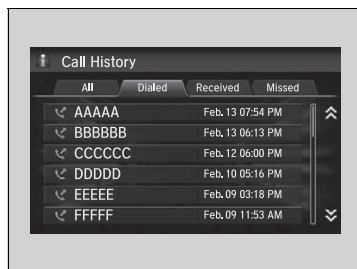 Call History
All Dialed Received Missed
AAAAA Feb. 13 07:54 PM
BBBBBB Feb. 13 06:13 PM
CCCCCC Feb. 12 06:00 PM
DDDDD Feb. 10 05:16 PM
EEEEE Feb. 09 03:18 PM
FFFFF Feb. 09 11:53 AM